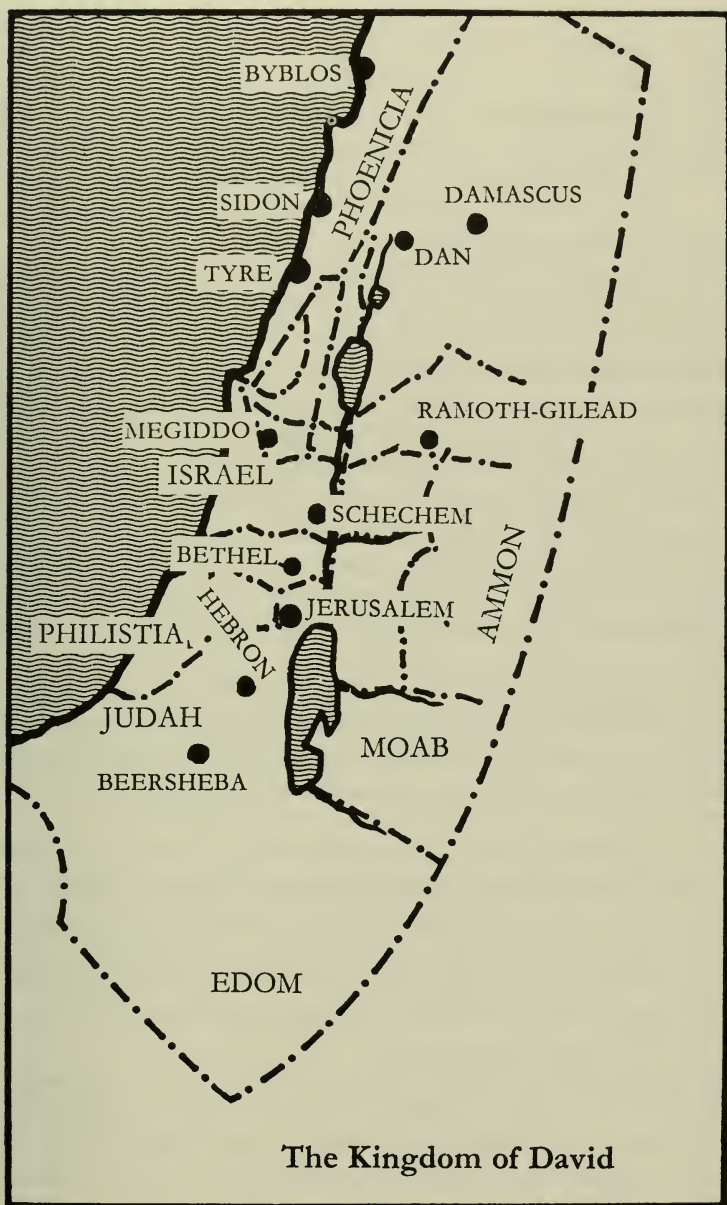 BYBLOS
PHOENICIA
SIDON
DAMASCUS
DAN
TYRE
RAMOTH-GILEAD
MEGIDDO
ISRAEL
SCHECHEM
AMMON
BETHEL
HEBRON
JERUSALEM
PHILISTIA
JUDAH
MOAB
BEERSHEBA
EDOM
The Kingdom of David